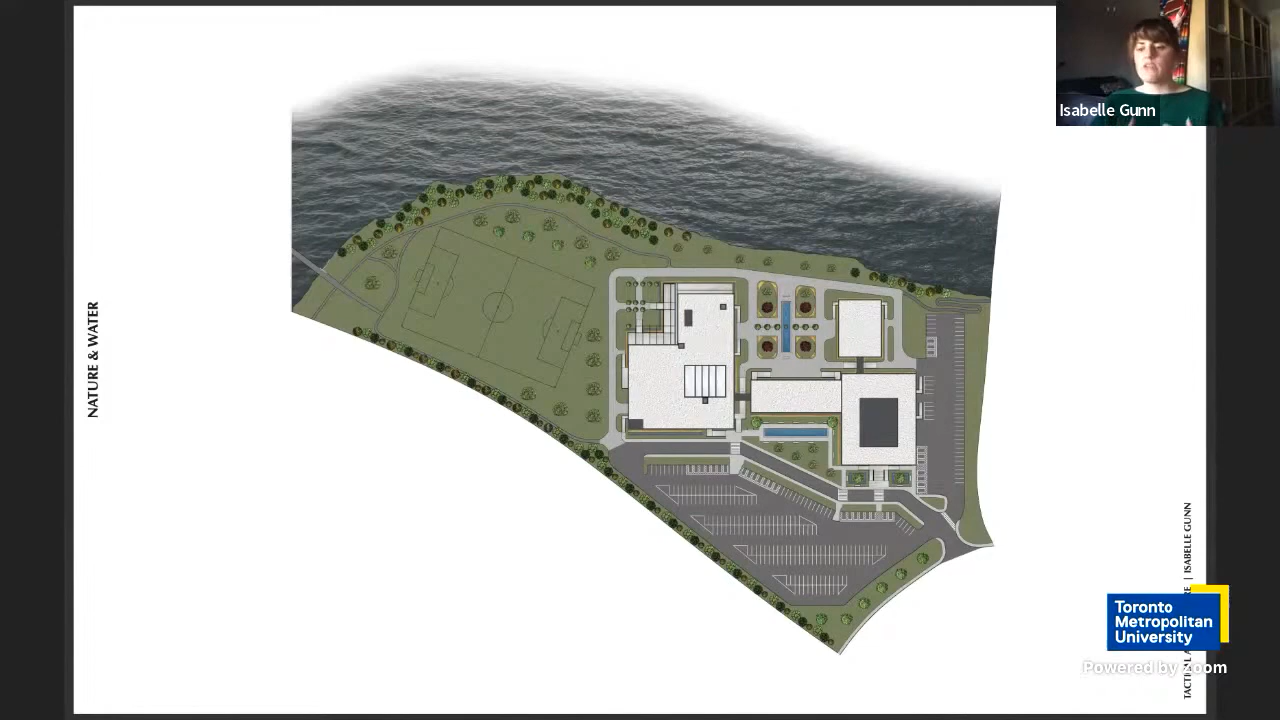 Isabelle Gunn
NATURE & WATER
| ISABELLE GUNN
Toronto
Metropolitan
University
Powered by Zoom